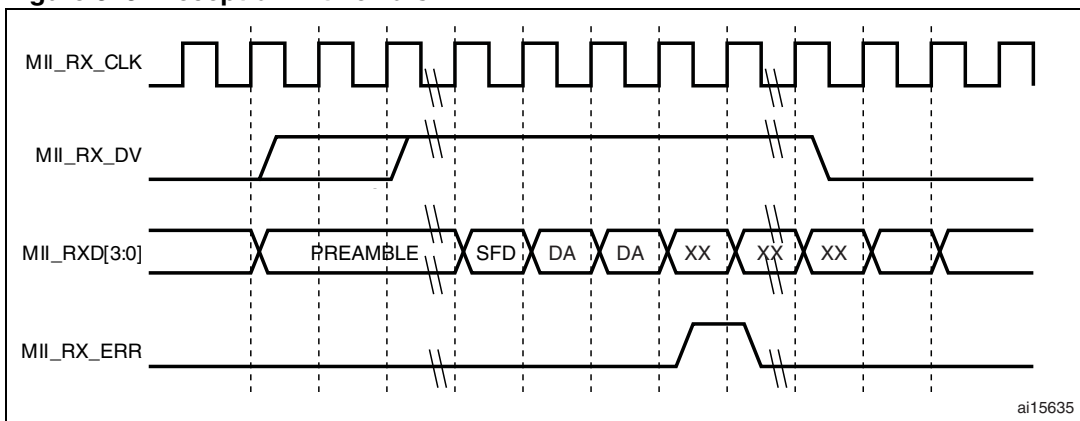 MII_RX_CLK
MII_RX_DV
MII_RXD[3:0]
PREAMBLE
SFD
DA
DA
XX
XX
XX
MII_RX_ERR
ai15635